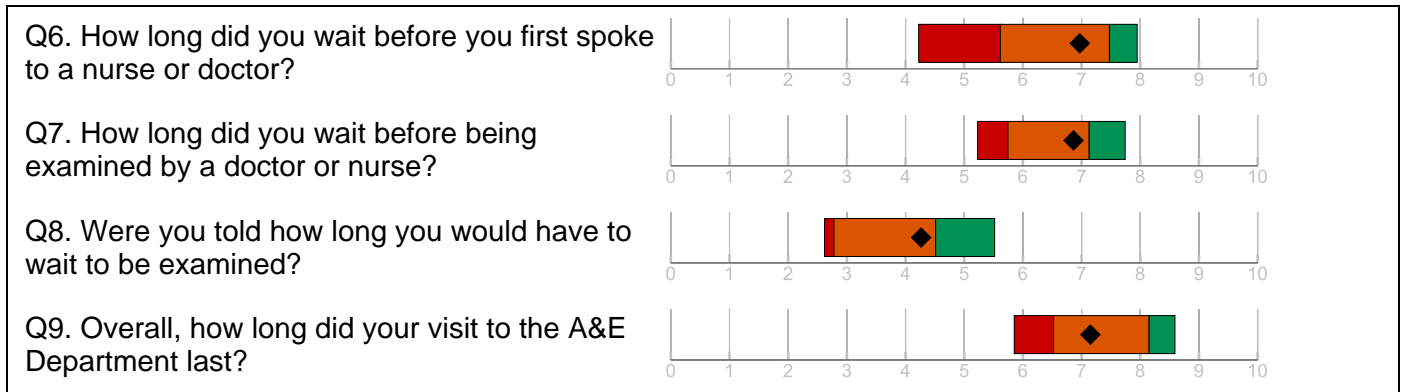 Q6. How long did you wait before you first spoke
to a nurse or doctor?
0 1 2 3 4 5 6 7 8 9 10
Q7. How long did you wait before being
examined by a doctor or nurse?
0 1 2 3 4 5 6 7 8 9 10
Q8. Were you told how long you would have to
wait to be examined?
0 1 2 3 4 5 6 7 8 9 10
Q9. Overall, how long did your visit to the A&E
Department last?
0 1 2 3 4 5 6 7 8 9 10